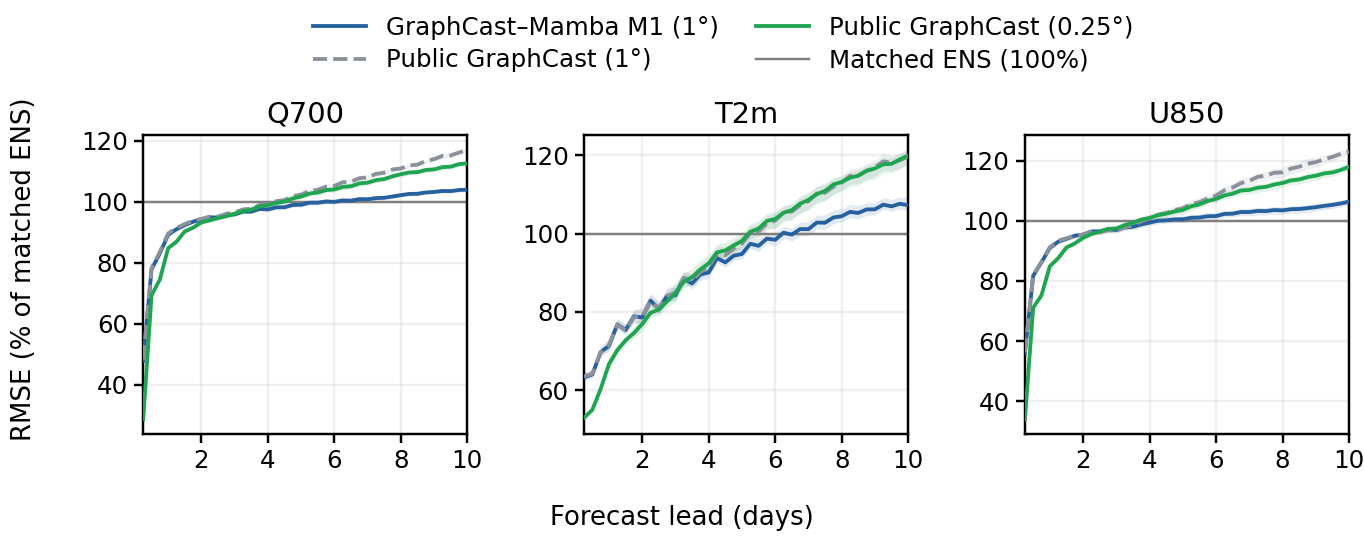 GraphCast–Mamba M1 (1°)
Public GraphCast (1°)
Public GraphCast (0.25°)
Matched ENS (100%)
RMSE (% of matched ENS)
Q700
120
100
80
60
40
2 4 6 8 10
T2m
120
100
80
60
2 4 6 8 10
U850
120
100
80
60
40
2 4 6 8 10
Forecast lead (days)